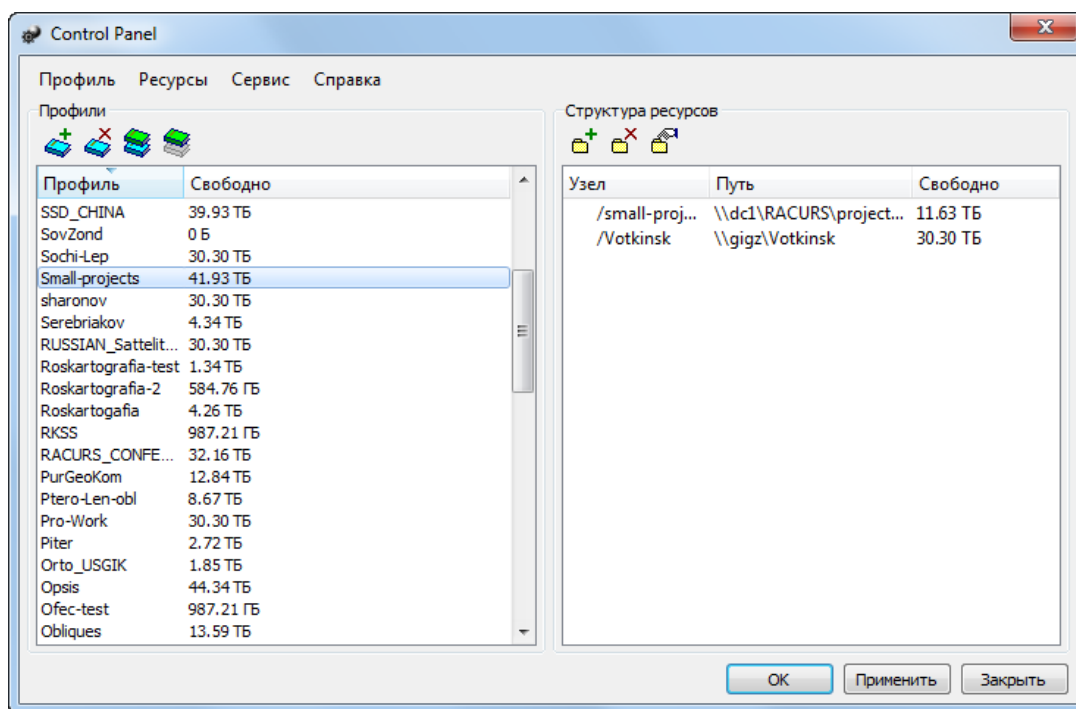 Control Panel
Профиль Ресурсы Сервис Справка
Профили
Профиль Свободно
SSD_CHINA 39.93 ТБ
SovZond 0 Б
Sochi-Lep 30.30 ТБ
Small-projects 41.93 ТБ
sharonov 30.30 ТБ
Serebriakov 4.34 ТБ
RUSSIAN_Sattelit... 30.30 ТБ
Roskartografia-test 1.34 ТБ
Roskartografia-2 584.76 ГБ
Roskartogafia 4.26 ТБ
RKSS 987.21 ГБ
RACURS_CONFE... 32.16 ТБ
PurGeoKom 12.84 ТБ
Ptero-Len-obl 8.67 ТБ
Pro-Work 30.30 ТБ
Piter 2.72 ТБ
Orto_USGIK 1.85 ТБ
Opsis 44.34 ТБ
Ofec-test 987.21 ГБ
Obliques 13.59 ТБ
Структура ресурсов
Узел Путь Свободно
/small-proj... \\dc1\RACURS\project... 11.63 ТБ
/Votkinsk \\gigz\Votkinsk 30.30 ТБ
OK Применить Закрыть